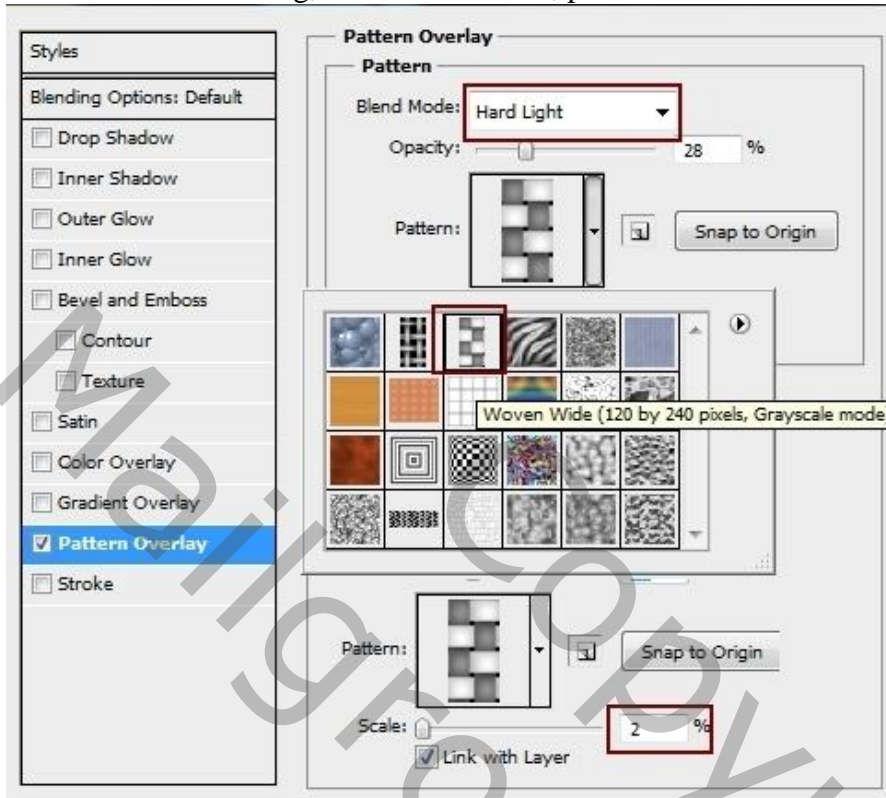 Styles
Blending Options: Default
Drop Shadow
Inner Shadow
Outer Glow
Inner Glow
Bevel and Emboss
Contour
Texture
Satin
Color Overlay
Gradient Overlay
Pattern Overlay
Stroke
Pattern Overlay
Pattern
Blend Mode: Hard Light
Opacity: 28 %
Pattern: Snap to Origin
Woven Wide (120 by 240 pixels, Grayscale mode
Pattern: Snap to Origin
Scale: 2 %
Link with Layer